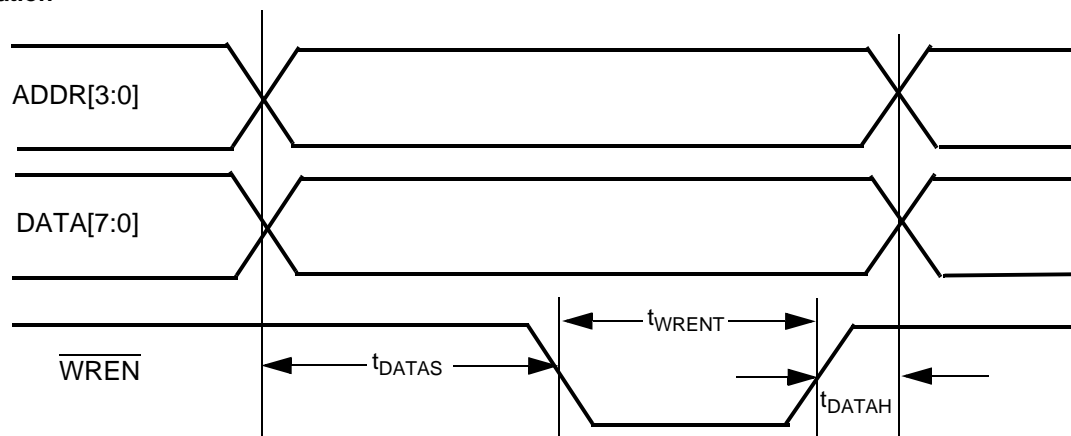 ADDR[3:0]
DATA[7:0]
tWRENT
WREN
tDATAS
tDATAH